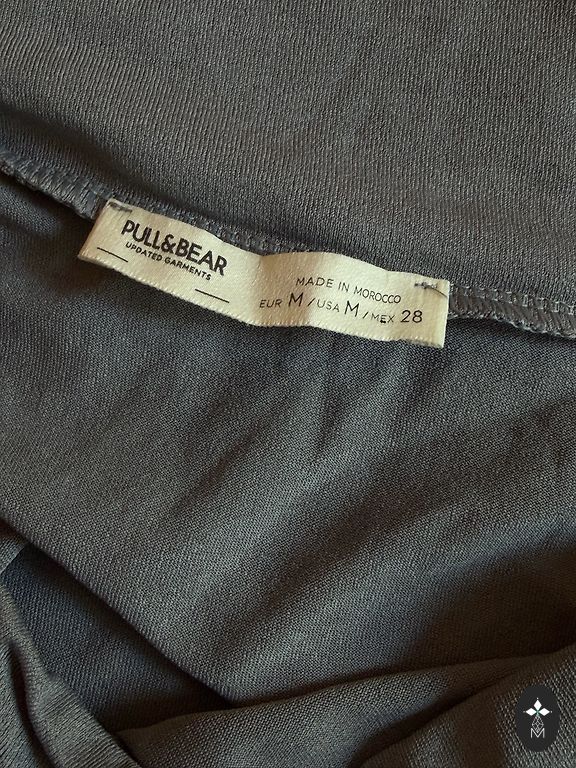 PULL&BEAR
UPDATED GARMENTS
MADE IN MOROCCO
EUR M / USA M / MEX 28
M